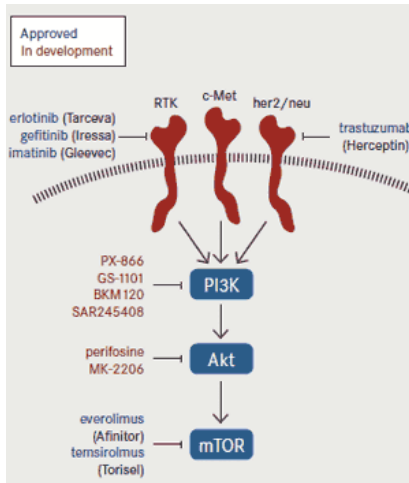 Approved
In development
RTK
c-Met
her2/neu
erlotinib (Tarceva)
gefitinib (Iressa)
imatinib (Gleevec)
trastuzumab
(Herceptin)
PX-866
GS-1101
BKM120
SAR245408
PI3K
perifosine
MK-2206
Akt
everolimus
(Afinitor)
temsirolmus
(Torisel)
mTOR